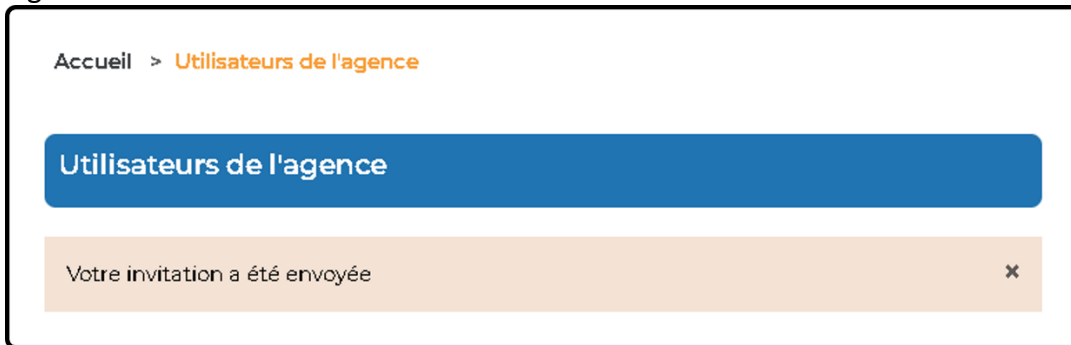 Accueil > Utilisateurs de l'agence
Utilisateurs de l'agence
Votre invitation a été envoyée ×